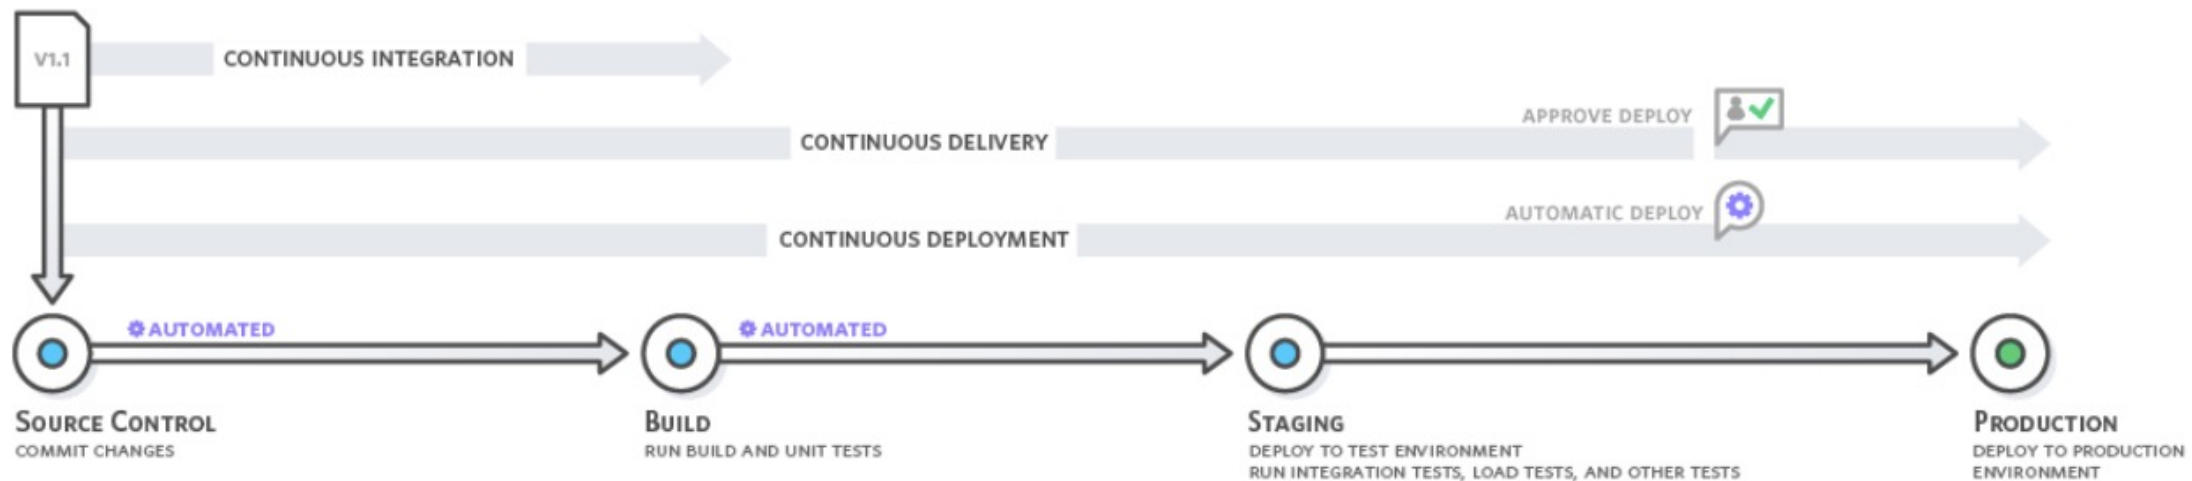 V1.1
CONTINUOUS INTEGRATION
APPROVE DEPLOY
CONTINUOUS DELIVERY
AUTOMATIC DEPLOY
CONTINUOUS DEPLOYMENT
AUTOMATED
AUTOMATED
SOURCE CONTROL
COMMIT CHANGES
BUILD
RUN BUILD AND UNIT TESTS
STAGING
DEPLOY TO TEST ENVIRONMENT
RUN INTEGRATION TESTS, LOAD TESTS, AND OTHER TESTS
PRODUCTION
DEPLOY TO PRODUCTION
ENVIRONMENT